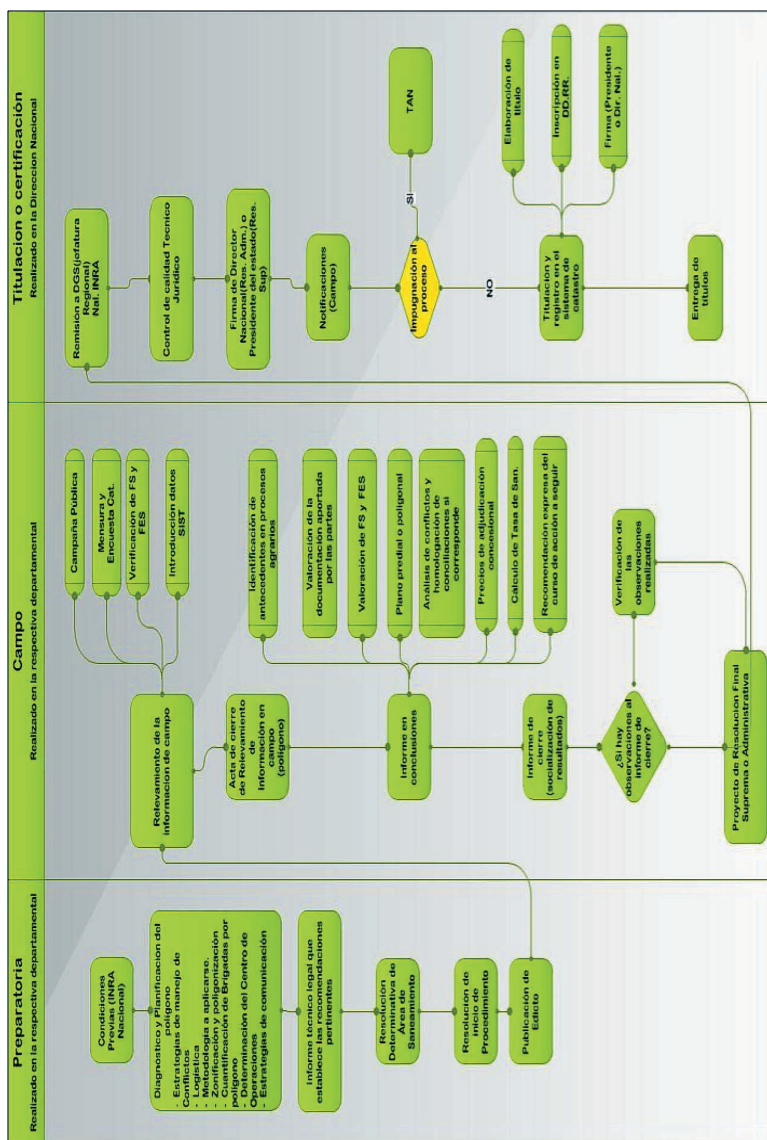 Preparatoria
Realizado en la respectiva departamental
Condiciones
Previas (INRA
Nacional)
Diagnóstico y Planificación del
polígono
- Estrategias de manejo de
Conflictos
- Logística
- Metodología a aplicarse.
- Zonificación y poligonización
- Cuantificación de Brigadas por
polígono
- Determinación del Centro de
Operaciones
- Estrategias de comunicación
Informe técnico legal que
establece las recomendaciones
pertinentes
Resolución
Determinativa de
Área de
Saneamiento
Resolución de
inicio de
Procedimiento
Publicación de
Edicto
Campo
Realizado en la respectiva departamental
Relevamiento de la
informacion de campo
Campaña Pública
Mensura y
Encuesta Cat.
Verificación de FS y
FES
Introducción datos
SIST
Acta de cierre
de Relevamiento
de
Información en
campo
(polígono)
Informe en
conclusiones
Identificación de
antecedentes en procesos
agrarios
Valoración de la
documentación aportada
por las partes
Valoración de FS y FES
Plano predial o poligonal
Análisis de conflictos y
homologación de
conciliaciones si
corresponde
Precios de adjudicación
concesional
Cálculo de Tasa de San.
Recomendación expresa del
curso de acción a seguir
Informe de
cierre
(socialización de
resultados)
¿Si hay
observaciones al
informe de
cierre?
Verificación de
las
observaciones
realizadas
Proyecto de Resolución Final
Suprema o Administrativa
Titulacion o certificación
Realizado en la Direccion Nacional
Remisión a DGS(jefatura
Regional)
Nal. INRA
Control de calidad Tecnico
Jurídico
Firma de Director
Nacional(Res. Adm.) o
Presidente del estado(Res.
Sup)
Notificaciones
(Campo)
Impugnación al
proceso
SI
TAN
NO
Titulación y
registro en el
sistema de
catastro
Elaboración de
título
Inscripción en
DD.RR.
Firma (Presidente
o Dir. Nal.)
Entrega de
títulos